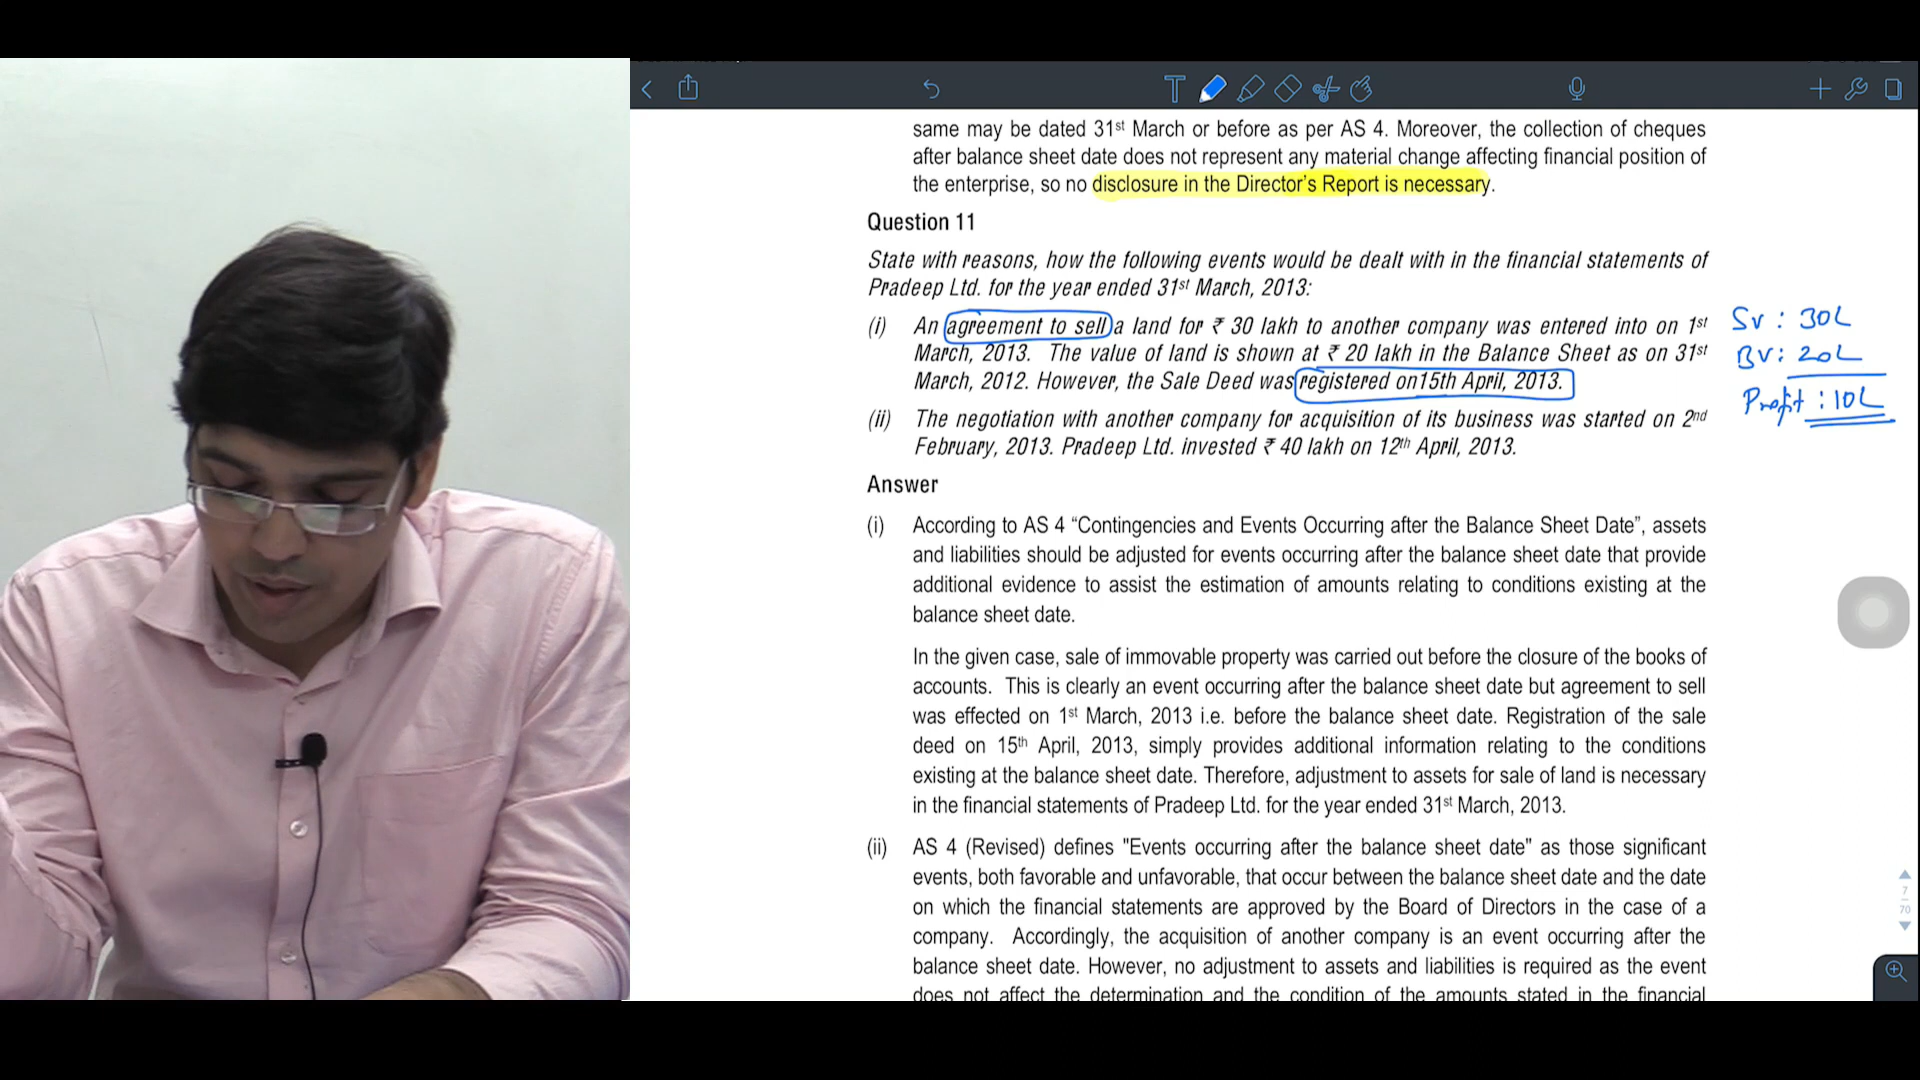 same may be dated 31st March or before as per AS 4. Moreover, the collection of cheques
after balance sheet date does not represent any material change affecting financial position of
the enterprise, so no disclosure in the Director's Report is necessary.
Question 11
State with reasons, how the following events would be dealt with in the financial statements of
Pradeep Ltd. for the year ended 31st March, 2013:
(i) An agreement to sell a land for ₹ 30 lakh to another company was entered into on 1st
March, 2013. The value of land is shown at ₹ 20 lakh in the Balance Sheet as on 31st
March, 2012. However, the Sale Deed was registered on15th April, 2013.
SV : 30L
BV : 20L
Profit : 10L
(ii) The negotiation with another company for acquisition of its business was started on 2nd
February, 2013. Pradeep Ltd. invested ₹ 40 lakh on 12th April, 2013.
Answer
(i) According to AS 4 “Contingencies and Events Occurring after the Balance Sheet Date”, assets
and liabilities should be adjusted for events occurring after the balance sheet date that provide
additional evidence to assist the estimation of amounts relating to conditions existing at the
balance sheet date.
In the given case, sale of immovable property was carried out before the closure of the books of
accounts. This is clearly an event occurring after the balance sheet date but agreement to sell
was effected on 1st March, 2013 i.e. before the balance sheet date. Registration of the sale
deed on 15th April, 2013, simply provides additional information relating to the conditions
existing at the balance sheet date. Therefore, adjustment to assets for sale of land is necessary
in the financial statements of Pradeep Ltd. for the year ended 31st March, 2013.
(ii) AS 4 (Revised) defines "Events occurring after the balance sheet date" as those significant
events, both favorable and unfavorable, that occur between the balance sheet date and the date
on which the financial statements are approved by the Board of Directors in the case of a
company. Accordingly, the acquisition of another company is an event occurring after the
balance sheet date. However, no adjustment to assets and liabilities is required as the event
does not affect the determination and the condition of the amounts stated in the financial
7
70